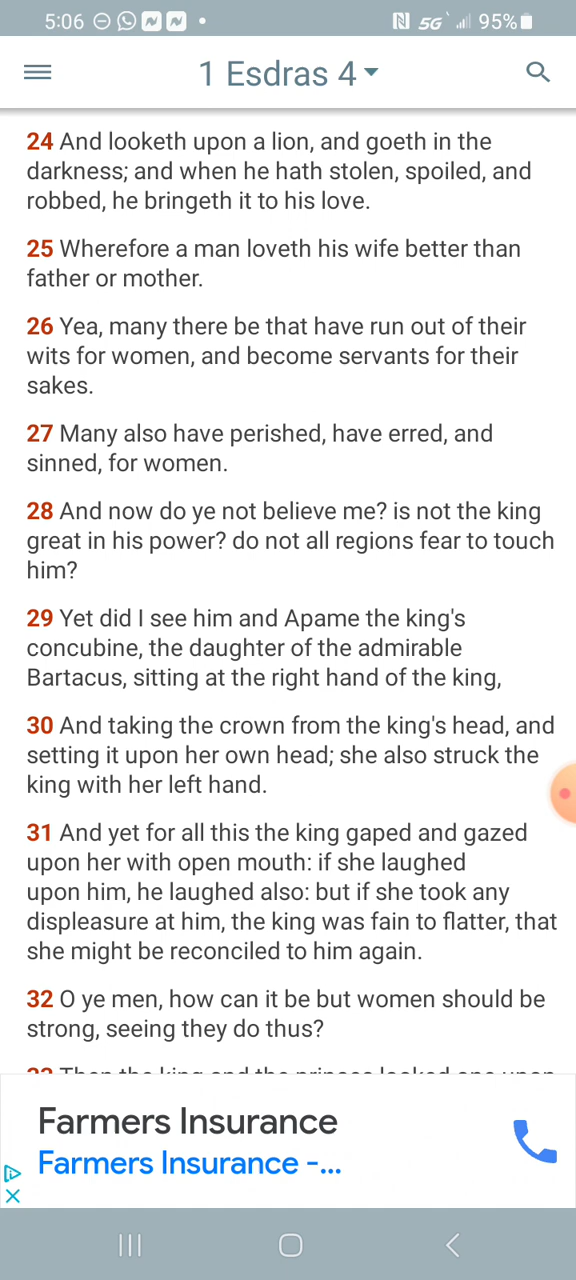 5:06
5G 95%
1 Esdras 4
24 And looketh upon a lion, and goeth in the
darkness; and when he hath stolen, spoiled, and
robbed, he bringeth it to his love.
25 Wherefore a man loveth his wife better than
father or mother.
26 Yea, many there be that have run out of their
wits for women, and become servants for their
sakes.
27 Many also have perished, have erred, and
sinned, for women.
28 And now do ye not believe me? is not the king
great in his power? do not all regions fear to touch
him?
29 Yet did I see him and Apame the king's
concubine, the daughter of the admirable
Bartacus, sitting at the right hand of the king,
30 And taking the crown from the king's head, and
setting it upon her own head; she also struck the
king with her left hand.
31 And yet for all this the king gaped and gazed
upon her with open mouth: if she laughed
upon him, he laughed also: but if she took any
displeasure at him, the king was fain to flatter, that
she might be reconciled to him again.
32 O ye men, how can it be but women should be
strong, seeing they do thus?
33 Then the king and the princes looked one upon
Farmers Insurance
Farmers Insurance -...